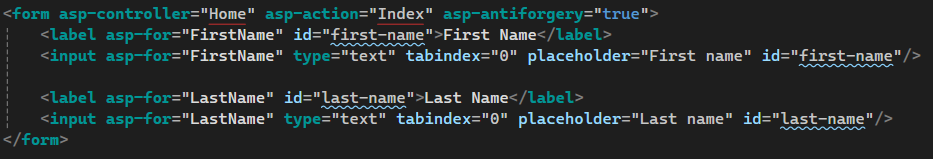 <form asp-controller="Home" asp-action="Index" asp-antiforgery="true">
<label asp-for="FirstName" id="first-name">First Name</label>
<input asp-for="FirstName" type="text" tabindex="0" placeholder="First name" id="first-name"/>
<label asp-for="LastName" id="last-name">Last Name</label>
<input asp-for="LastName" type="text" tabindex="0" placeholder="Last name" id="last-name"/>
</form>